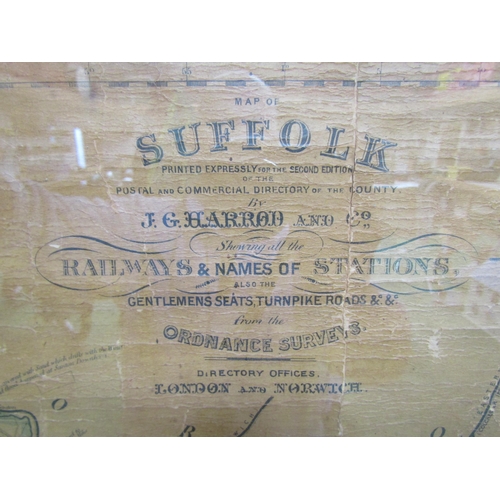 MAP OF
SUFFOLK
PRINTED EXPRESSLY FOR THE SECOND EDITION
OF THE
POSTAL AND COMMERCIAL DIRECTORY OF THE COUNTY
By
J. G. HARROD AND Co.
Shewing all the
RAILWAYS & NAMES OF STATIONS,
ALSO THE
GENTLEMENS SEATS, TURNPIKE ROADS &c. &c.
from the
ORDNANCE SURVEYS.
DIRECTORY OFFICES.
LONDON AND NORWICH.
O R O